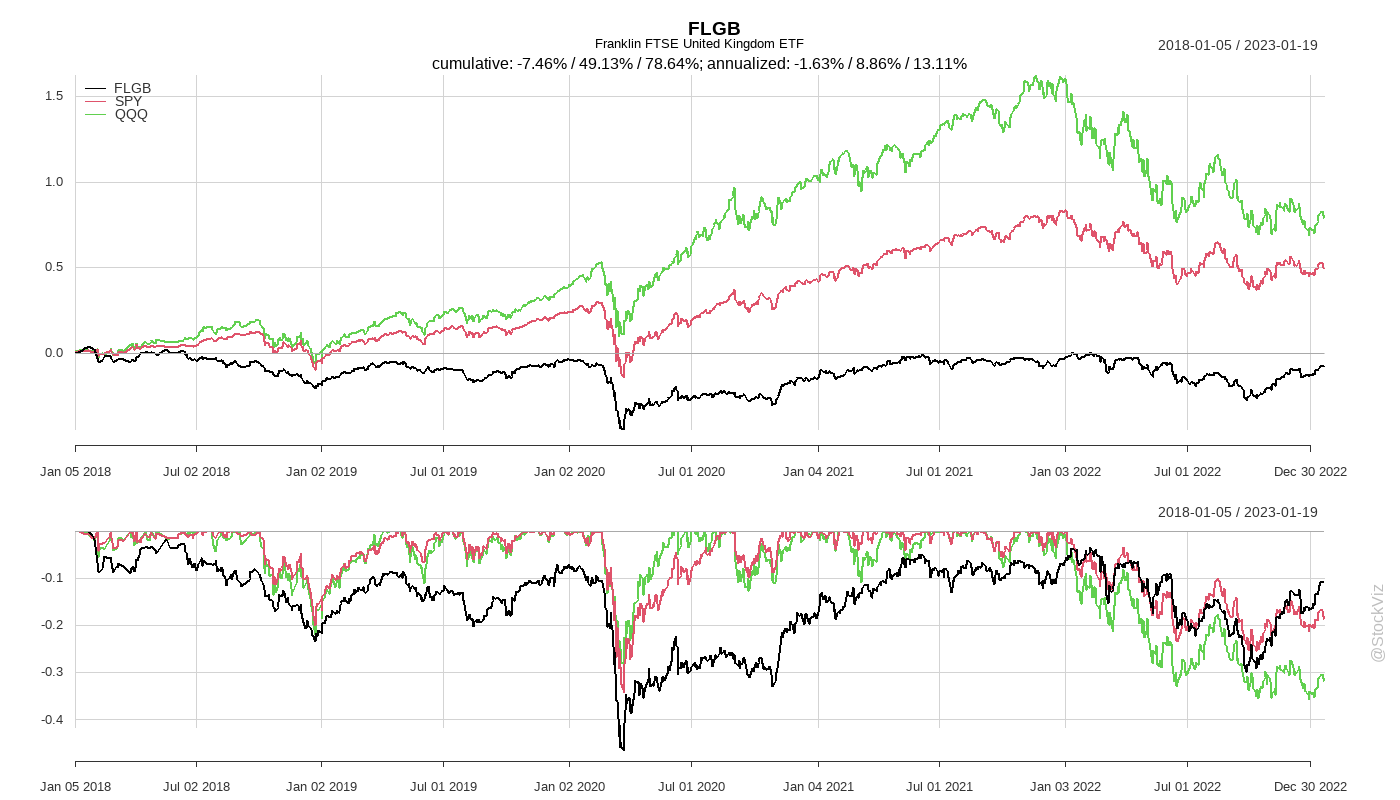 FLGB
Franklin FTSE United Kingdom ETF
2018-01-05 / 2023-01-19
cumulative: -7.46% / 49.13% / 78.64%; annualized: -1.63% / 8.86% / 13.11%
FLGB
SPY
QQQ
1.5
1.0
0.5
0.0
Jan 05 2018 Jul 02 2018 Jan 02 2019 Jul 01 2019 Jan 02 2020 Jul 01 2020 Jan 04 2021 Jul 01 2021 Jan 03 2022 Jul 01 2022 Dec 30 2022
2018-01-05 / 2023-01-19
-0.1
-0.2
-0.3
-0.4
Jan 05 2018 Jul 02 2018 Jan 02 2019 Jul 01 2019 Jan 02 2020 Jul 01 2020 Jan 04 2021 Jul 01 2021 Jan 03 2022 Jul 01 2022 Dec 30 2022
@StockViz